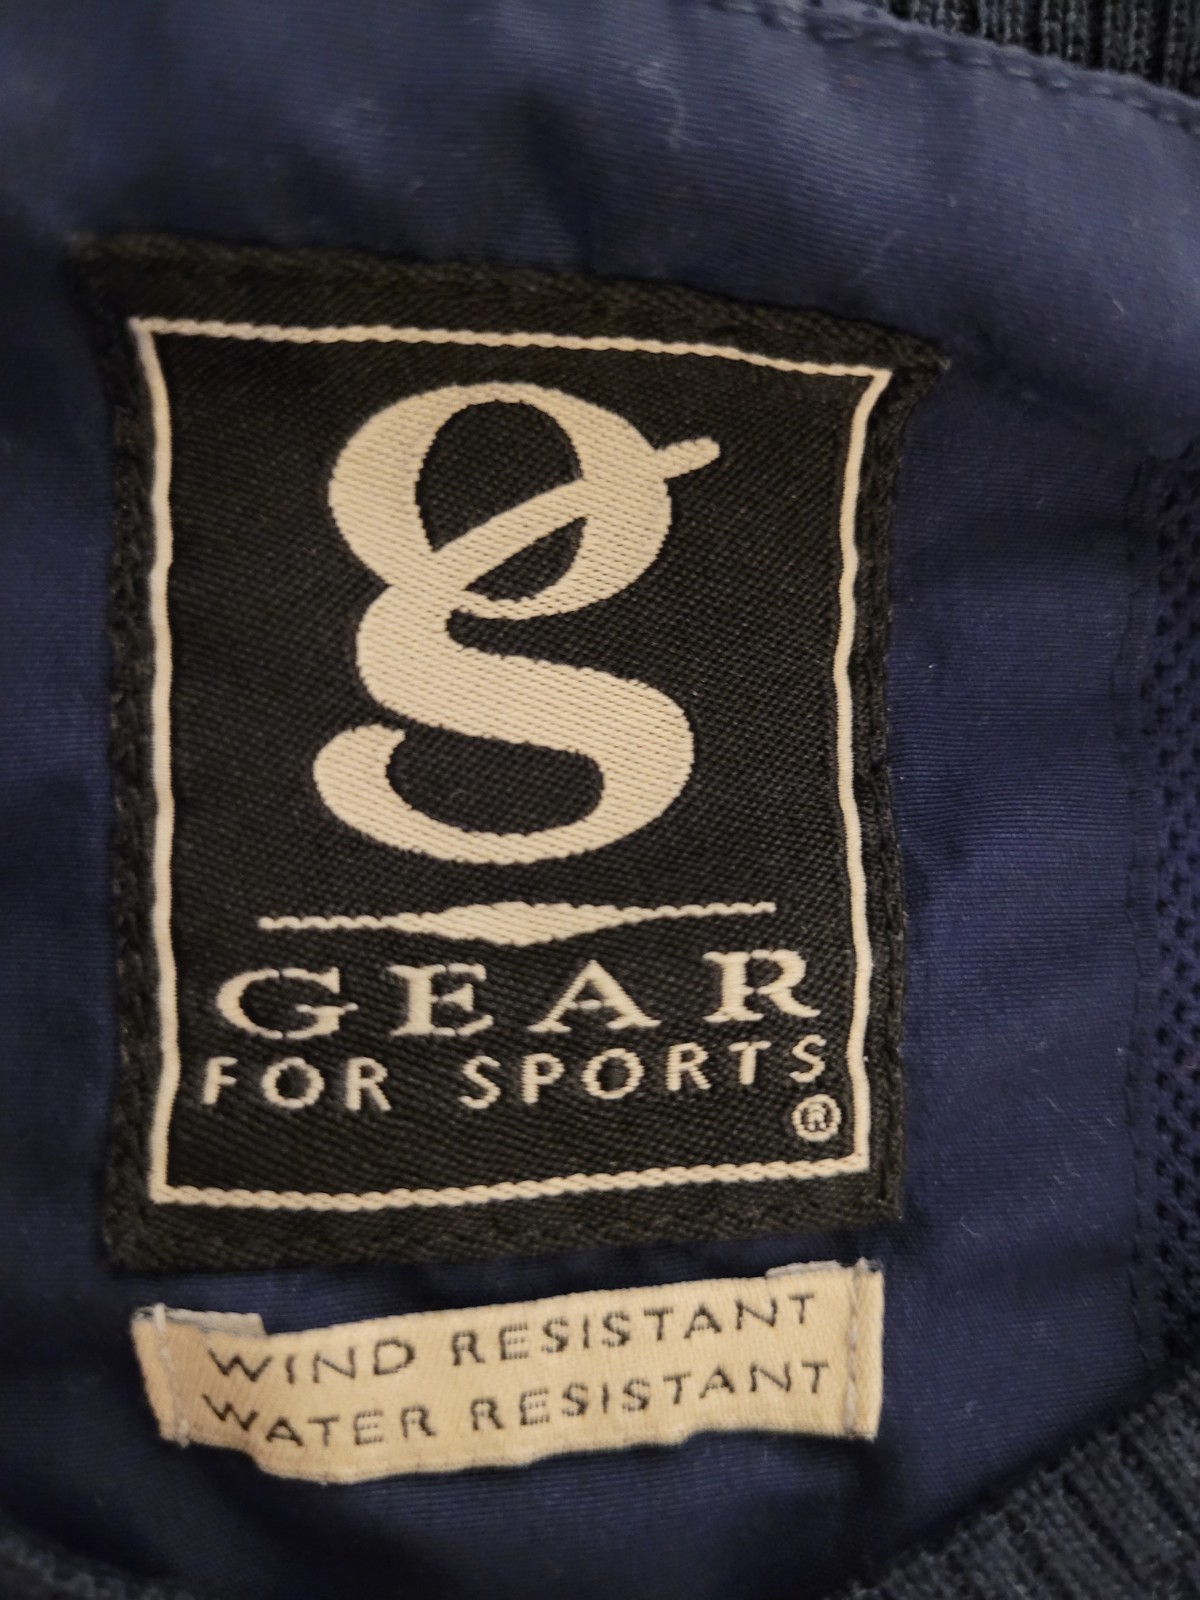 g
GEAR
FOR SPORTS
®
WIND RESISTANT
WATER RESISTANT